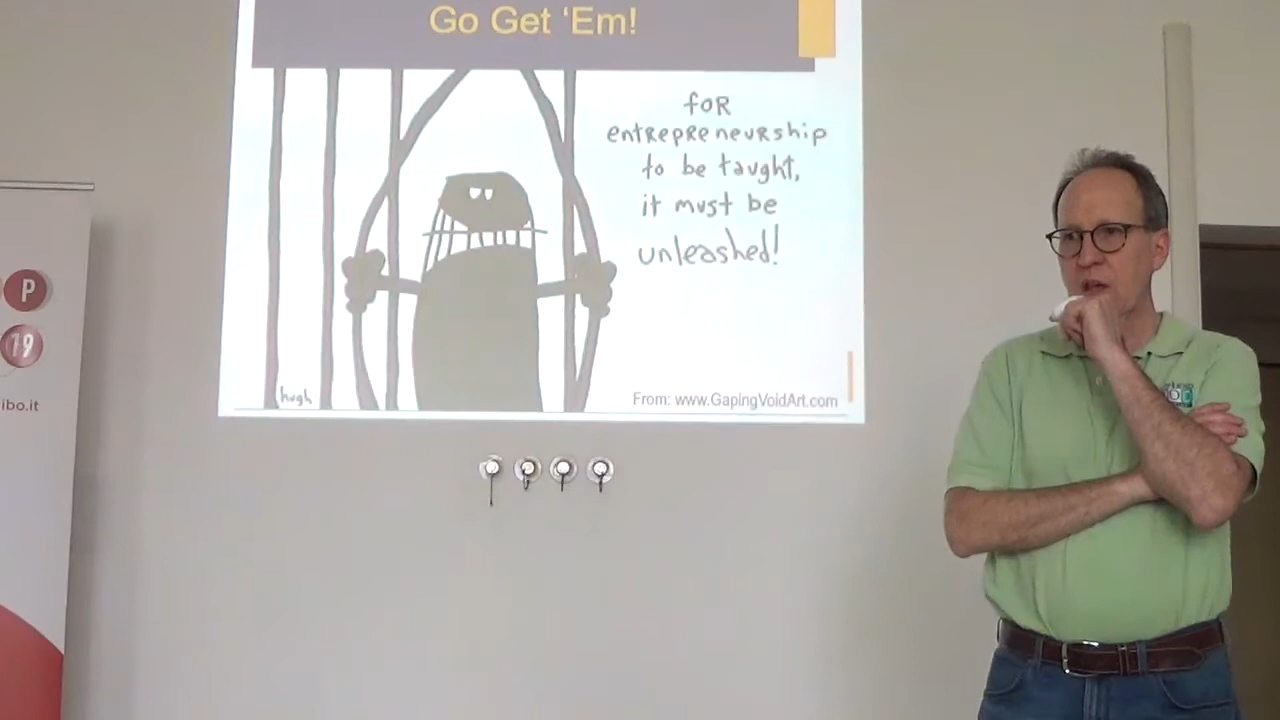 Go Get ‘Em!
foR
entRepReneuRship
to be taught,
it must be
unleashed!
hugh
From: www.GapingVoidArt.com
P
19
ibo.it